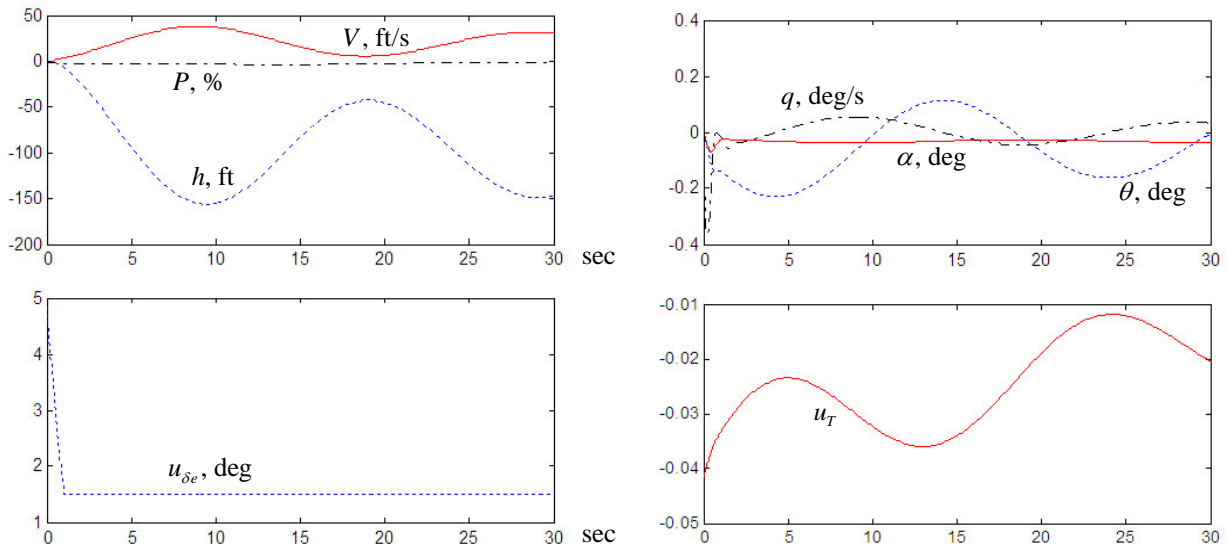 50
0
-50
-100
-150
-200
V, ft/s
P, %
h, ft
0 5 10 15 20 25 30 sec
0.4
0.2
0
-0.2
-0.4
q, deg/s
α, deg
θ, deg
0 5 10 15 20 25 30
5
4
3
2
1
u_δe, deg
0 5 10 15 20 25 30 sec
-0.01
-0.02
-0.03
-0.04
-0.05
u_T
0 5 10 15 20 25 30